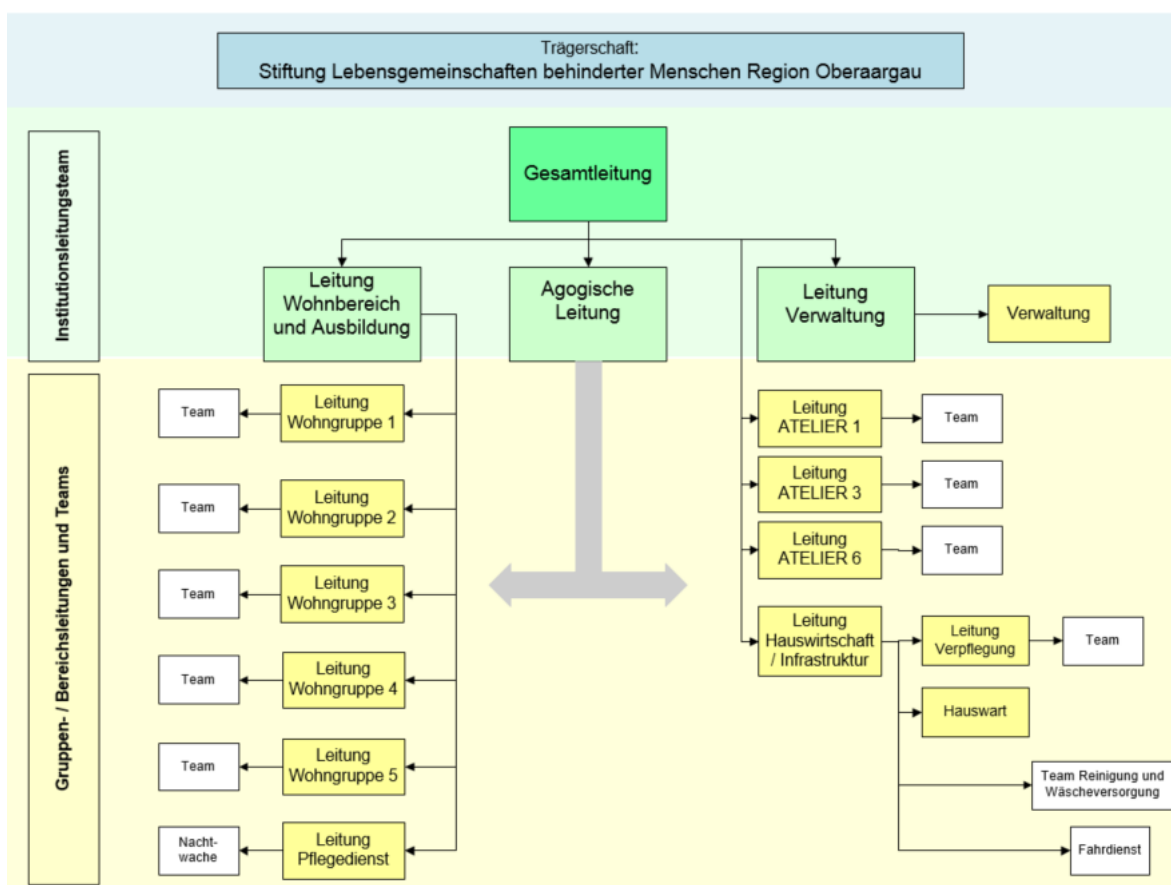 Trägerschaft:
Stiftung Lebensgemeinschaften behinderter Menschen Region Oberaargau
Institutionsleitungsteam
Gesamtleitung
Leitung
Wohnbereich
und Ausbildung
Agogische
Leitung
Leitung
Verwaltung
Verwaltung
Gruppen- / Bereichsleitungen und Teams
Team
Leitung
Wohngruppe 1
Team
Leitung
Wohngruppe 2
Team
Leitung
Wohngruppe 3
Team
Leitung
Wohngruppe 4
Team
Leitung
Wohngruppe 5
Nacht-
wache
Leitung
Pflegedienst
Leitung
ATELIER 1
Team
Leitung
ATELIER 3
Team
Leitung
ATELIER 6
Team
Leitung
Hauswirtschaft
/ Infrastruktur
Leitung
Verpflegung
Team
Hauswart
Team Reinigung und
Wäscheversorgung
Fahrdienst